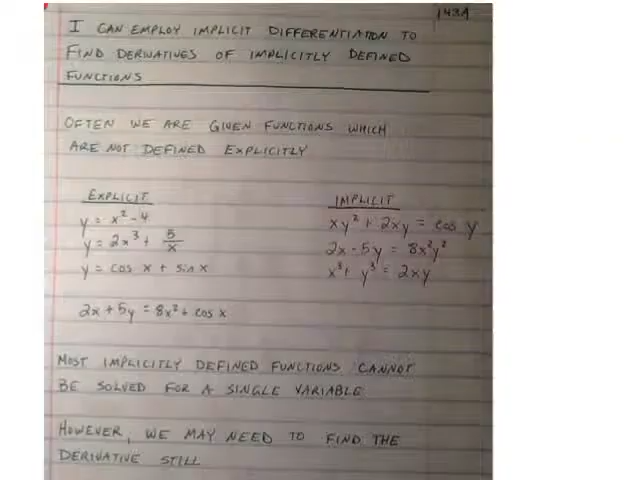 143A
I CAN EMPLOY IMPLICIT DIFFERENTIATION TO
FIND DERIVATIVES OF IMPLICITLY DEFINED
FUNCTIONS
OFTEN WE ARE GIVEN FUNCTIONS WHICH
ARE NOT DEFINED EXPLICITLY
EXPLICIT
y = x² - 4
y = 2x³ + 5/x
y = cos x + sin x
2x + 5y = 8x² + cos x
IMPLICIT
xy² + 2xy = cos y
2x - 5y = 8x²y²
x³ + y³ = 2xy
MOST IMPLICITLY DEFINED FUNCTIONS CANNOT
BE SOLVED FOR A SINGLE VARIABLE
HOWEVER, WE MAY NEED TO FIND THE
DERIVATIVE STILL